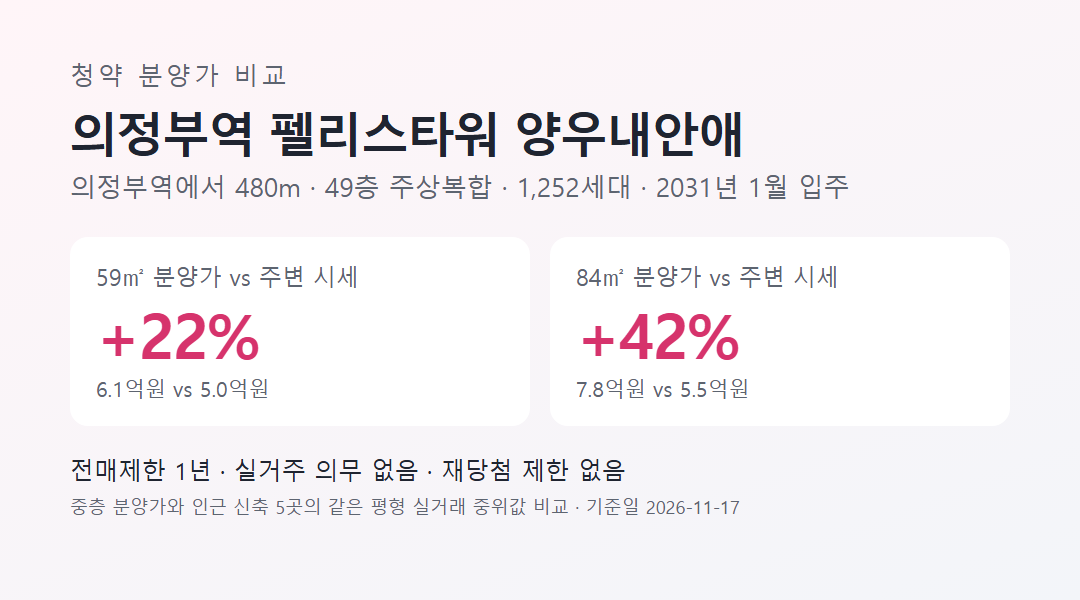 청약 분양가 비교
의정부역 펠리스타워 양우내안애
의정부역에서 480m · 49층 주상복합 · 1,252세대 · 2031년 1월 입주
59㎡ 분양가 vs 주변 시세
+22%
6.1억원 vs 5.0억원
84㎡ 분양가 vs 주변 시세
+42%
7.8억원 vs 5.5억원
전매제한 1년 · 실거주 의무 없음 · 재당첨 제한 없음
중층 분양가와 인근 신축 5곳의 같은 평형 실거래 중위값 비교 · 기준일 2026-11-17